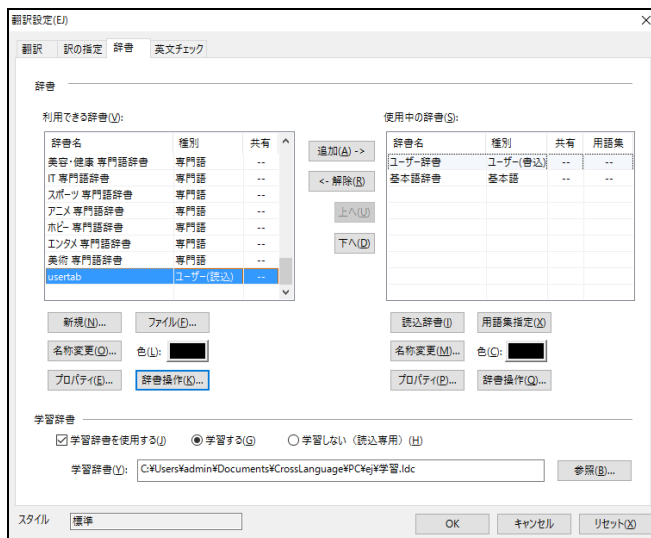 翻訳設定(EJ)
翻訳 訳の指定 辞書 英文チェック
辞書
利用できる辞書(V): 使用中の辞書(S):
辞書名 種別 共有
美容・健康 専門語辞書 専門語 --
IT 専門語辞書 専門語 --
スポーツ 専門語辞書 専門語 --
アニメ 専門語辞書 専門語 --
ホビー 専門語辞書 専門語 --
エンタメ 専門語辞書 専門語 --
美術 専門語辞書 専門語 --
usertab ユーザー(読込) --
追加(A) ->
<- 解除(R)
上へ(U)
下へ(D)
辞書名 種別 共有 用語集
ユーザー辞書 ユーザー(書込) -- --
基本語辞書 基本語 -- --
新規(N)... ファイル(F)...
名称変更(O)... 色(L):
プロパティ(E)... 辞書操作(K)...
読込辞書(I) 用語集指定(X)
名称変更(M)... 色(C):
プロパティ(P)... 辞書操作(Q)...
学習辞書
学習辞書を使用する(J) 学習する(G) 学習しない（読込専用）(H)
学習辞書(Y): C:¥Users¥admin¥Documents¥CrossLanguage¥PC¥ej¥学習.ldc 参照(B)...
スタイル 標準 OK キャンセル リセット(X)